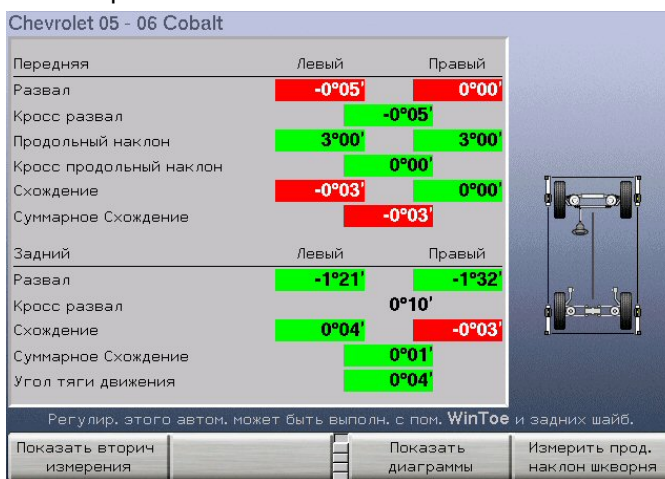 Chevrolet 05 - 06 Cobalt
Передняя Левый Правый
Развал -0°05' 0°00'
Кросс развал -0°05'
Продольный наклон 3°00' 3°00'
Кросс продольный наклон 0°00'
Схождение -0°03' 0°00'
Суммарное Схождение -0°03'
Задний Левый Правый
Развал -1°21' -1°32'
Кросс развал 0°10'
Схождение 0°04' -0°03'
Суммарное Схождение 0°01'
Угол тяги движения 0°04'
Регулир. этого автом. может быть выполн. с пом. WinToe и задних шайб.
Показать вторич измерения
Показать диаграммы
Измерить прод. наклон шкворня